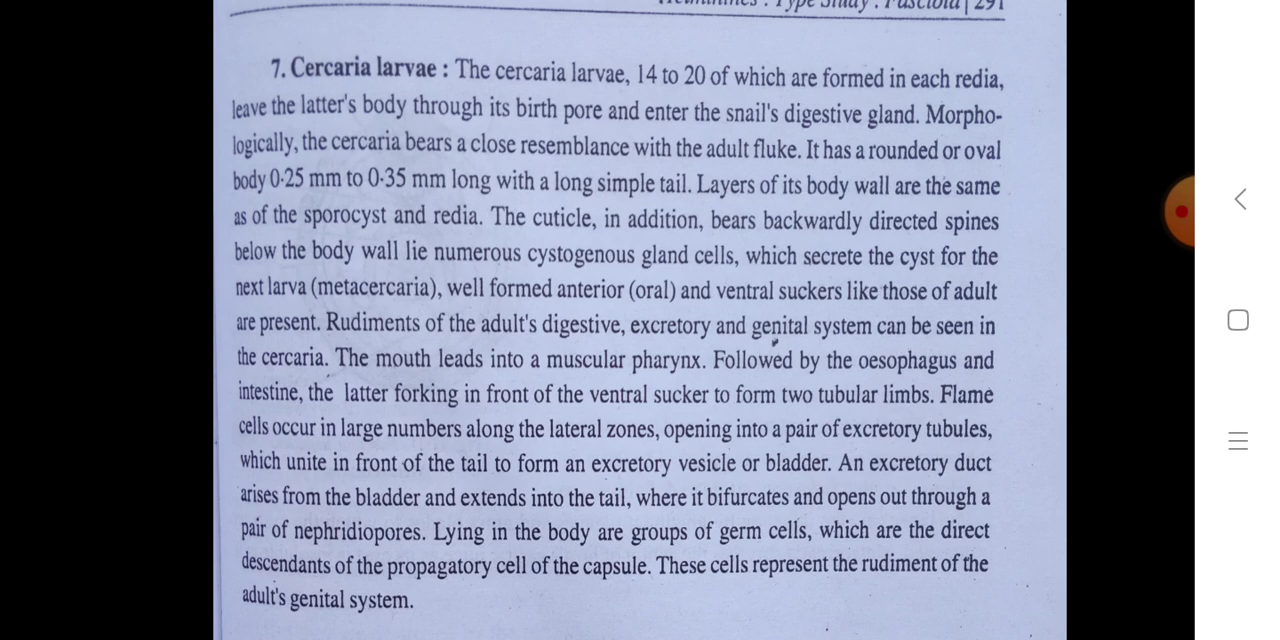 Type Study : Fasciola | 291
7. Cercaria larvae : The cercaria larvae, 14 to 20 of which are formed in each redia,
leave the latter's body through its birth pore and enter the snail's digestive gland. Morpho-
logically, the cercaria bears a close resemblance with the adult fluke. It has a rounded or oval
body 0·25 mm to 0·35 mm long with a long simple tail. Layers of its body wall are the same
as of the sporocyst and redia. The cuticle, in addition, bears backwardly directed spines
below the body wall lie numerous cystogenous gland cells, which secrete the cyst for the
next larva (metacercaria), well formed anterior (oral) and ventral suckers like those of adult
are present. Rudiments of the adult's digestive, excretory and genital system can be seen in
the cercaria. The mouth leads into a muscular pharynx. Followed by the oesophagus and
intestine, the latter forking in front of the ventral sucker to form two tubular limbs. Flame
cells occur in large numbers along the lateral zones, opening into a pair of excretory tubules,
which unite in front of the tail to form an excretory vesicle or bladder. An excretory duct
arises from the bladder and extends into the tail, where it bifurcates and opens out through a
pair of nephridiopores. Lying in the body are groups of germ cells, which are the direct
descendants of the propagatory cell of the capsule. These cells represent the rudiment of the
adult's genital system.